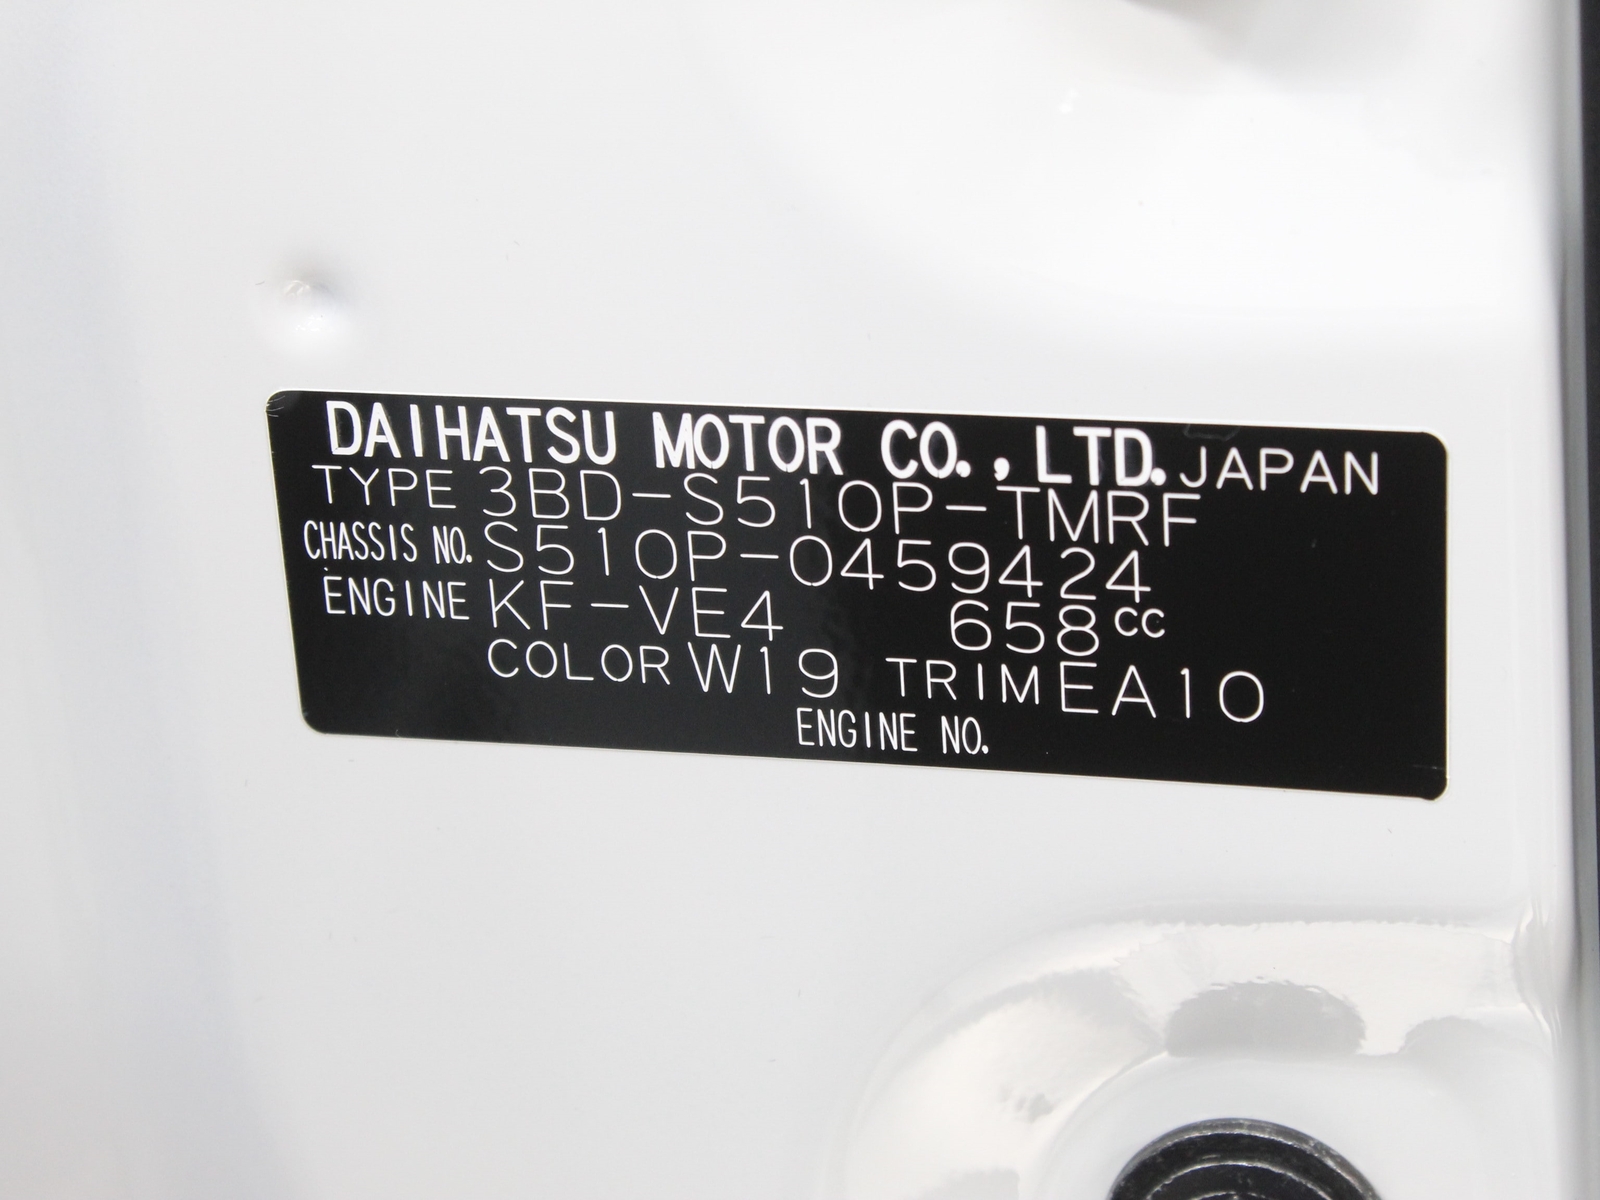 DAIHATSU MOTOR CO., LTD. JAPAN
TYPE 3BD-S510P-TMRF
CHASSIS NO. S510P-0459424
ENGINE KF-VE4 658cc
COLOR W19 TRIM EA10
ENGINE NO.